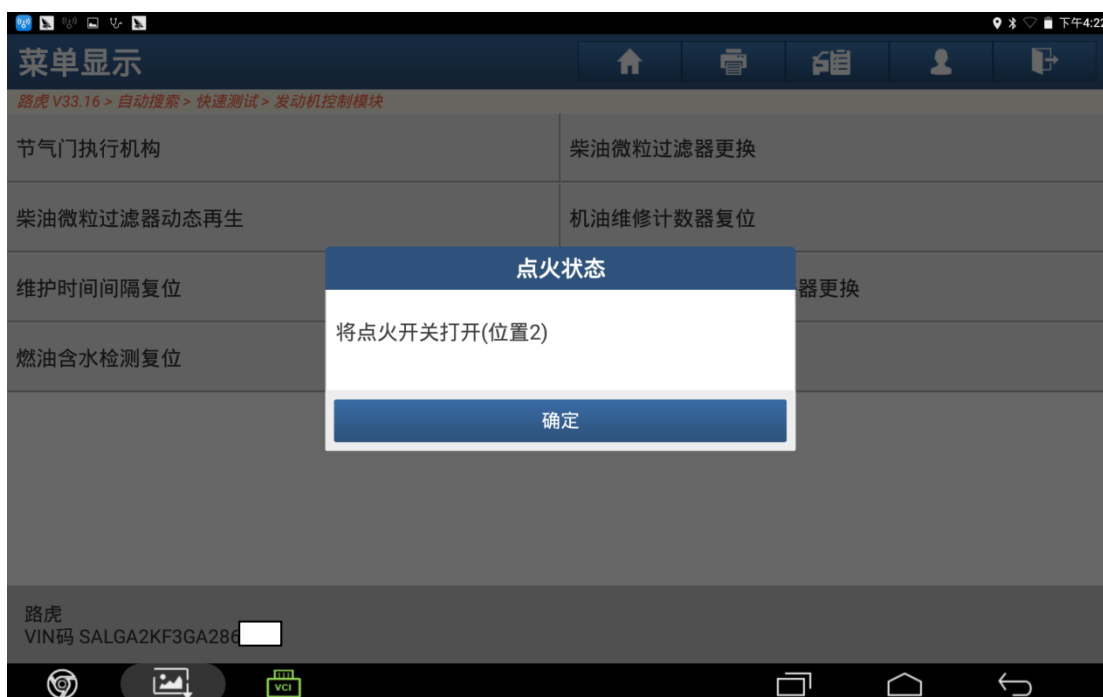 下午4:22
菜单显示
路虎 V33.16 > 自动搜索 > 快速测试 > 发动机控制模块
节气门执行机构
柴油微粒过滤器更换
柴油微粒过滤器动态再生
机油维修计数器复位
点火状态
维护时间间隔复位
器更换
将点火开关打开(位置2)
燃油含水检测复位
确定
路虎
VIN码 SALGA2KF3GA286
VCI